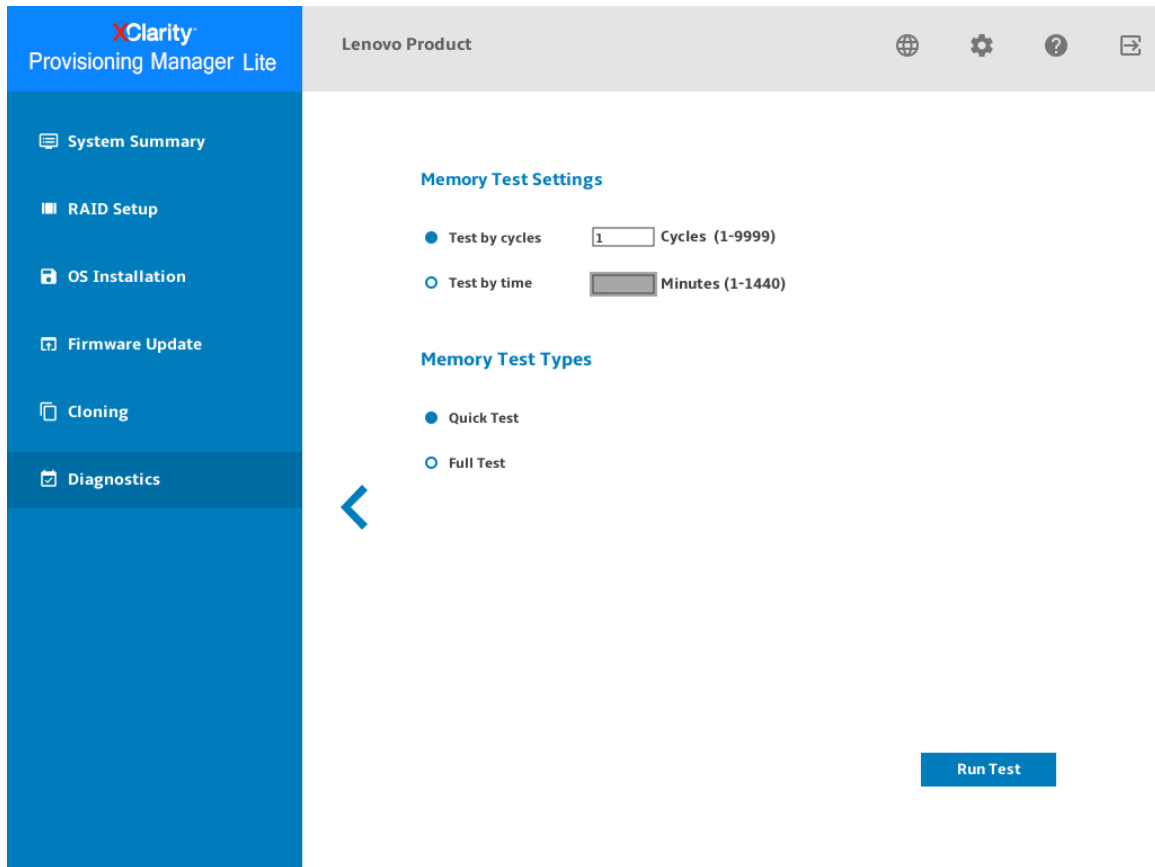 XClarity
Provisioning Manager Lite
Lenovo Product
System Summary
RAID Setup
OS Installation
Firmware Update
Cloning
Diagnostics
Memory Test Settings
Test by cycles 1 Cycles (1-9999)
Test by time Minutes (1-1440)
Memory Test Types
Quick Test
Full Test
Run Test